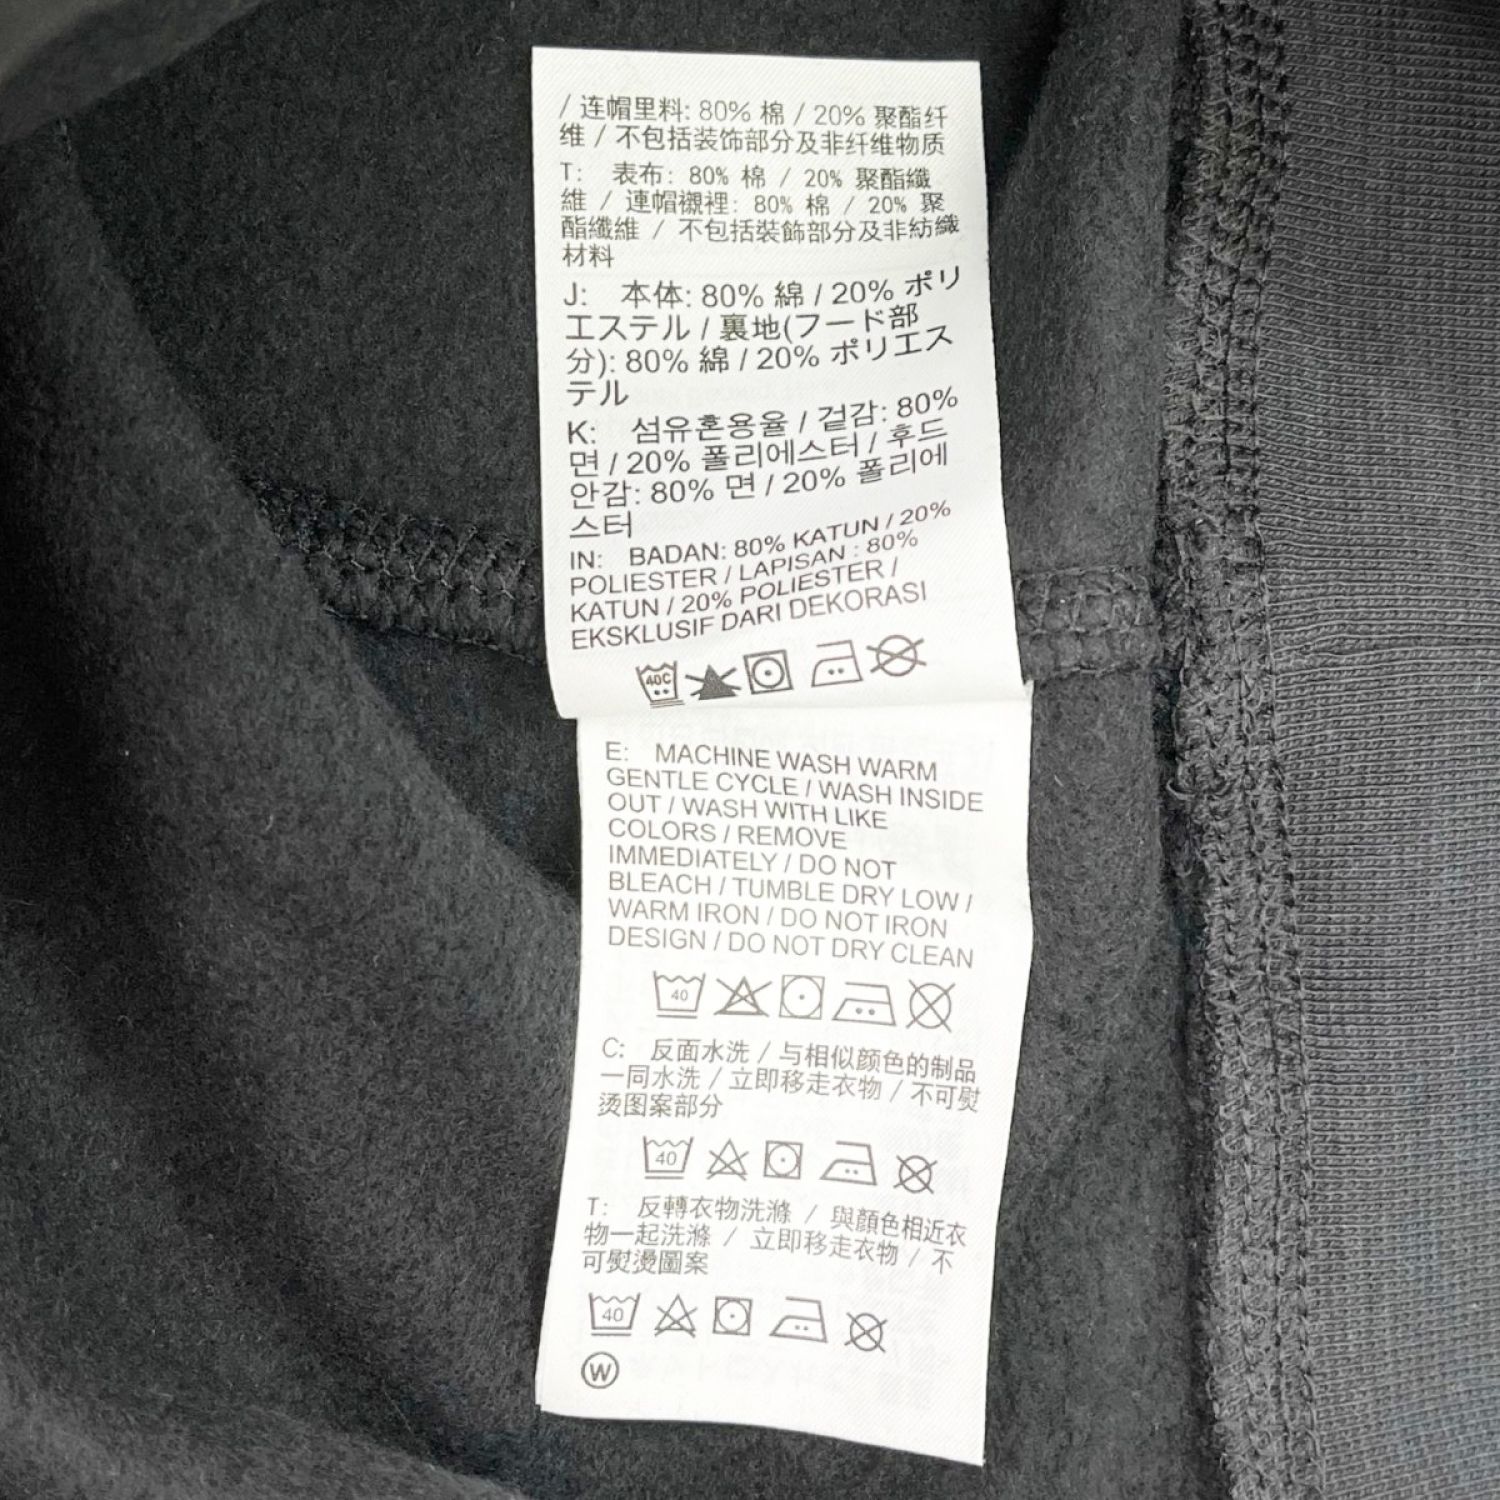 / 连帽里料: 80% 棉 / 20% 聚酯纤
维 / 不包括装饰部分及非纤维物质
T: 表布: 80% 棉 / 20% 聚酯纖
維 / 連帽襯裡: 80% 棉 / 20% 聚
酯纖維 / 不包括裝飾部分及非紡織
材料
J: 本体: 80% 綿 / 20% ポリ
エステル / 裏地(フード部
分): 80% 綿 / 20% ポリエス
テル
K: 섬유혼용율 / 겉감: 80%
면 / 20% 폴리에스터 / 후드
안감: 80% 면 / 20% 폴리에
스터
IN: BADAN: 80% KATUN / 20%
POLIESTER / LAPISAN : 80%
KATUN / 20% POLIESTER /
EKSKLUSIF DARI DEKORASI
40C
E: MACHINE WASH WARM
GENTLE CYCLE / WASH INSIDE
OUT / WASH WITH LIKE
COLORS / REMOVE
IMMEDIATELY / DO NOT
BLEACH / TUMBLE DRY LOW /
WARM IRON / DO NOT IRON
DESIGN / DO NOT DRY CLEAN
40
C: 反面水洗 / 与相似颜色的制品
一同水洗 / 立即移走衣物 / 不可熨
烫图案部分
40
T: 反轉衣物洗滌 / 與顏色相近衣
物一起洗滌 / 立即移走衣物 / 不
可熨燙圖案
40
W